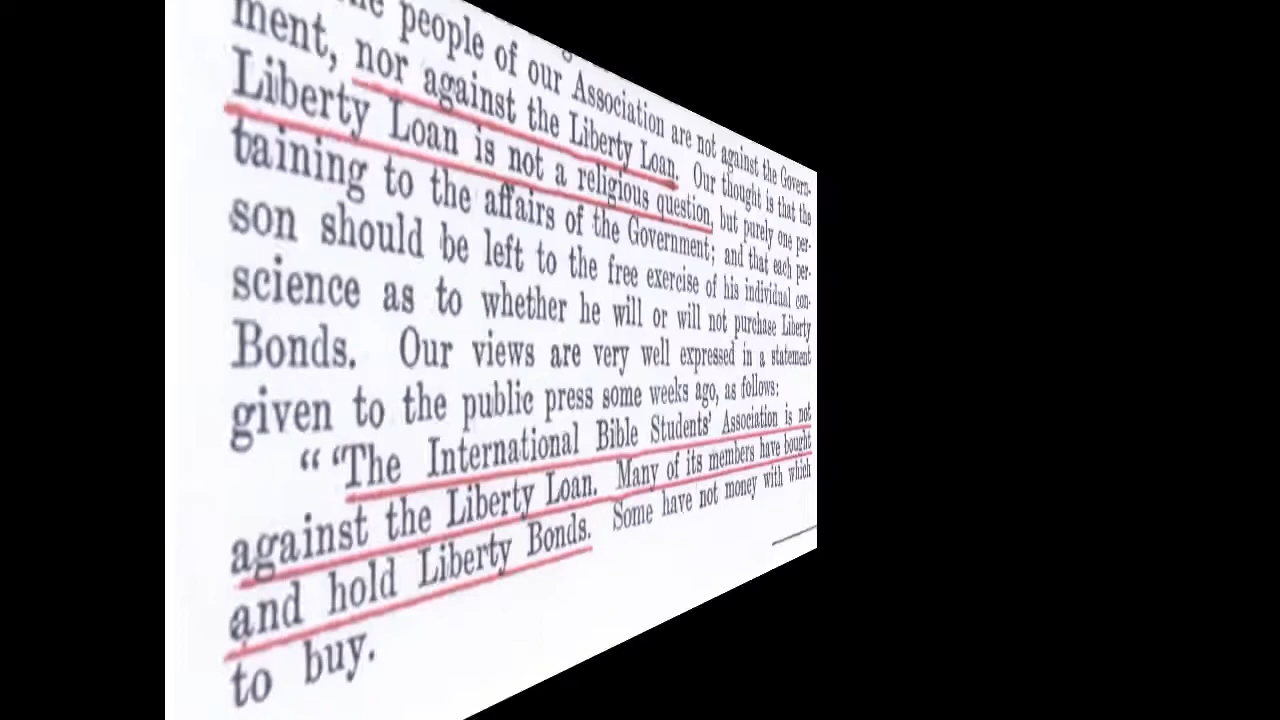 people of our Association are not against the Govern-
ment, nor against the Liberty Loan. Our thought is that the
Liberty Loan is not a religious question, but purely one per-
taining to the affairs of the Government; and that each per-
son should be left to the free exercise of his individual con-
science as to whether he will or will not purchase Liberty
Bonds. Our views are very well expressed in a statement
given to the public press some weeks ago, as follows:
“ ‘The International Bible Students’ Association is not
against the Liberty Loan. Many of its members have bought
and hold Liberty Bonds. Some have not money with which
to buy.